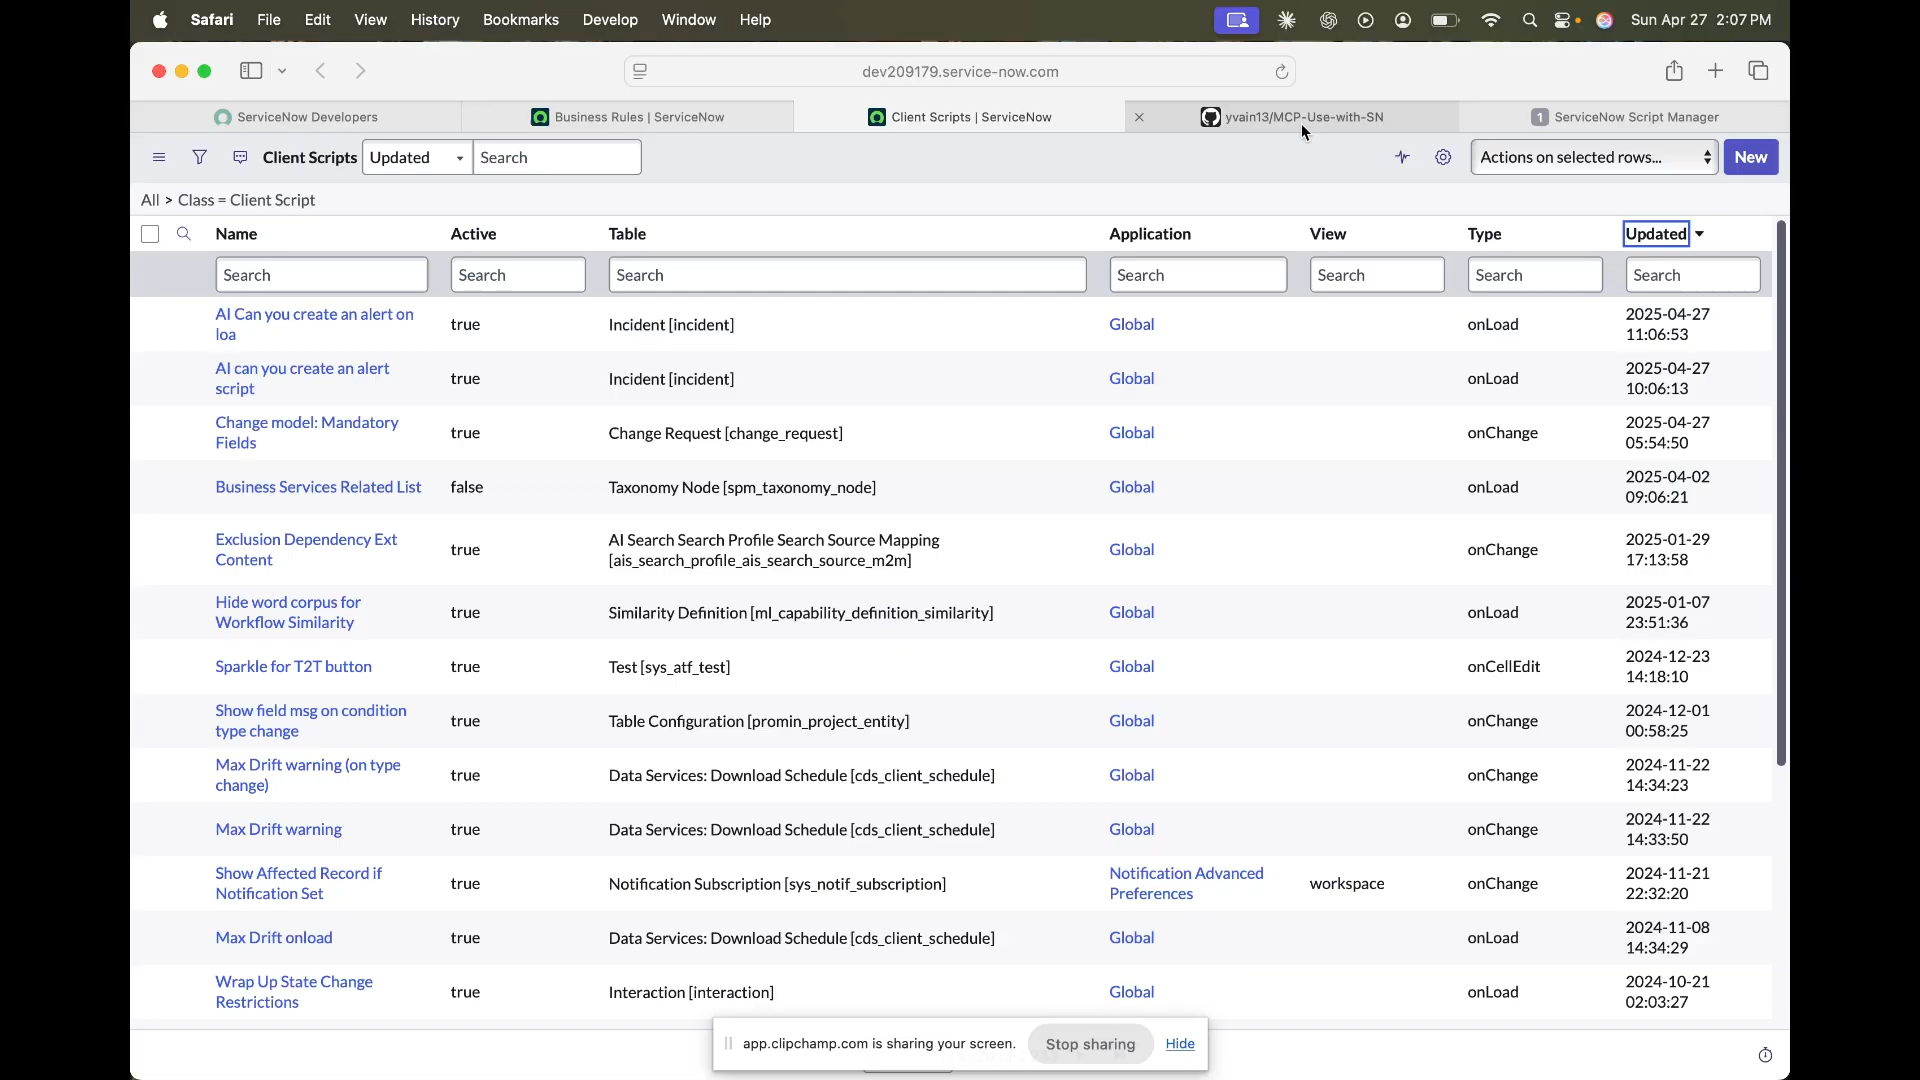 Safari File Edit View History Bookmarks Develop Window Help Sun Apr 27 2:07 PM
dev209179.service-now.com
ServiceNow Developers Business Rules | ServiceNow Client Scripts | ServiceNow yvain13/MCP-Use-with-SN 1 ServiceNow Script Manager
Client Scripts Updated Search Actions on selected rows... New
All > Class = Client Script
Name Active Table Application View Type Updated
Search Search Search Search Search Search Search
AI Can you create an alert on loa true Incident [incident] Global onLoad 2025-04-27 11:06:53
AI can you create an alert script true Incident [incident] Global onLoad 2025-04-27 10:06:13
Change model: Mandatory Fields true Change Request [change_request] Global onChange 2025-04-27 05:54:50
Business Services Related List false Taxonomy Node [spm_taxonomy_node] Global onLoad 2025-04-02 09:06:21
Exclusion Dependency Ext Content true AI Search Search Profile Search Source Mapping [ais_search_profile_ais_search_source_m2m] Global onChange 2025-01-29 17:13:58
Hide word corpus for Workflow Similarity true Similarity Definition [ml_capability_definition_similarity] Global onLoad 2025-01-07 23:51:36
Sparkle for T2T button true Test [sys_atf_test] Global onCellEdit 2024-12-23 14:18:10
Show field msg on condition type change true Table Configuration [promin_project_entity] Global onChange 2024-12-01 00:58:25
Max Drift warning (on type change) true Data Services: Download Schedule [cds_client_schedule] Global onChange 2024-11-22 14:34:23
Max Drift warning true Data Services: Download Schedule [cds_client_schedule] Global onChange 2024-11-22 14:33:50
Show Affected Record if Notification Set true Notification Subscription [sys_notif_subscription] Notification Advanced Preferences workspace onChange 2024-11-21 22:32:20
Max Drift onload true Data Services: Download Schedule [cds_client_schedule] Global onLoad 2024-11-08 14:34:29
Wrap Up State Change Restrictions true Interaction [interaction] Global onLoad 2024-10-21 02:03:27
app.clipchamp.com is sharing your screen. Stop sharing Hide